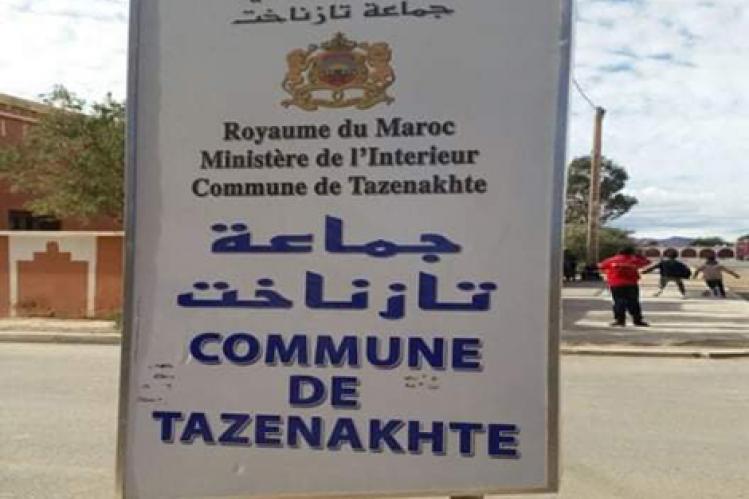 جماعة تازناخت
Royaume du Maroc
Ministère de l'Interieur
Commune de Tazenakhte
جماعة
تازناخت
COMMUNE
DE
TAZENAKHTE